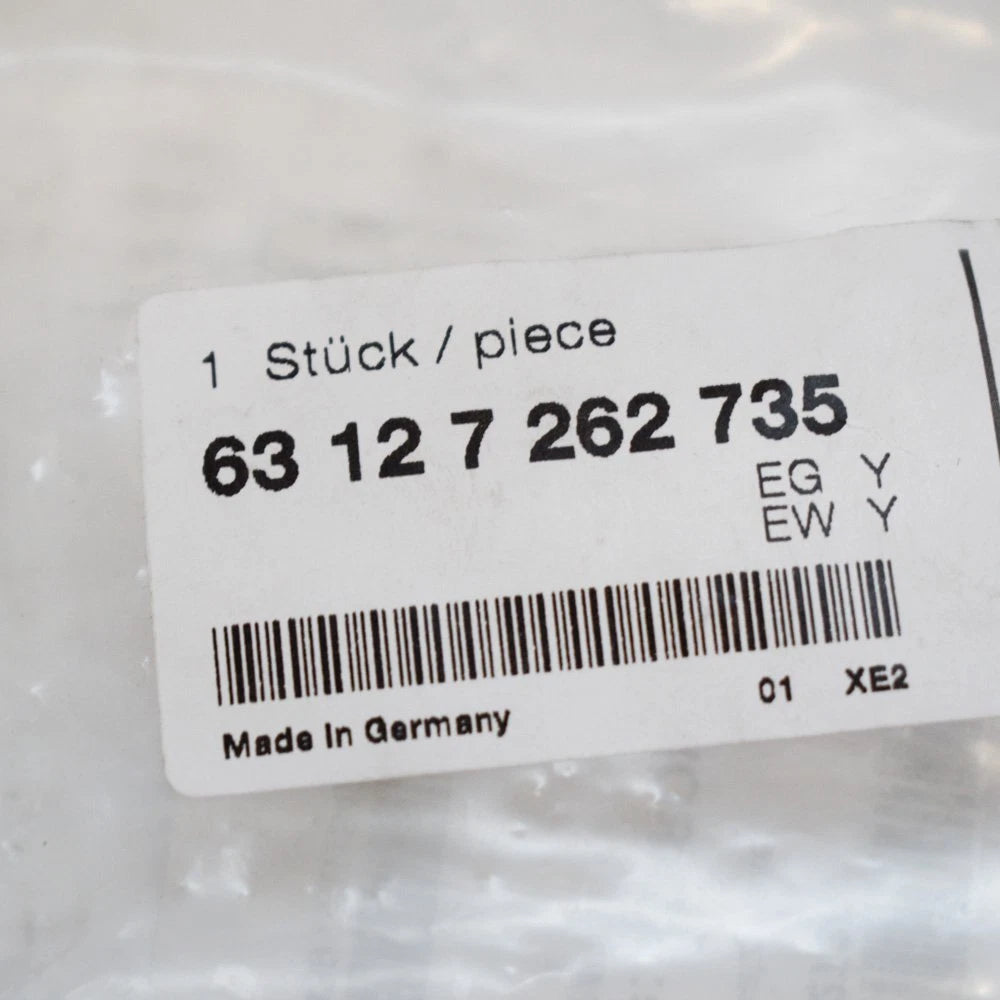 1 Stück / piece
63 12 7 262 735
EG Y
EW Y
01 XE2
Made In Germany